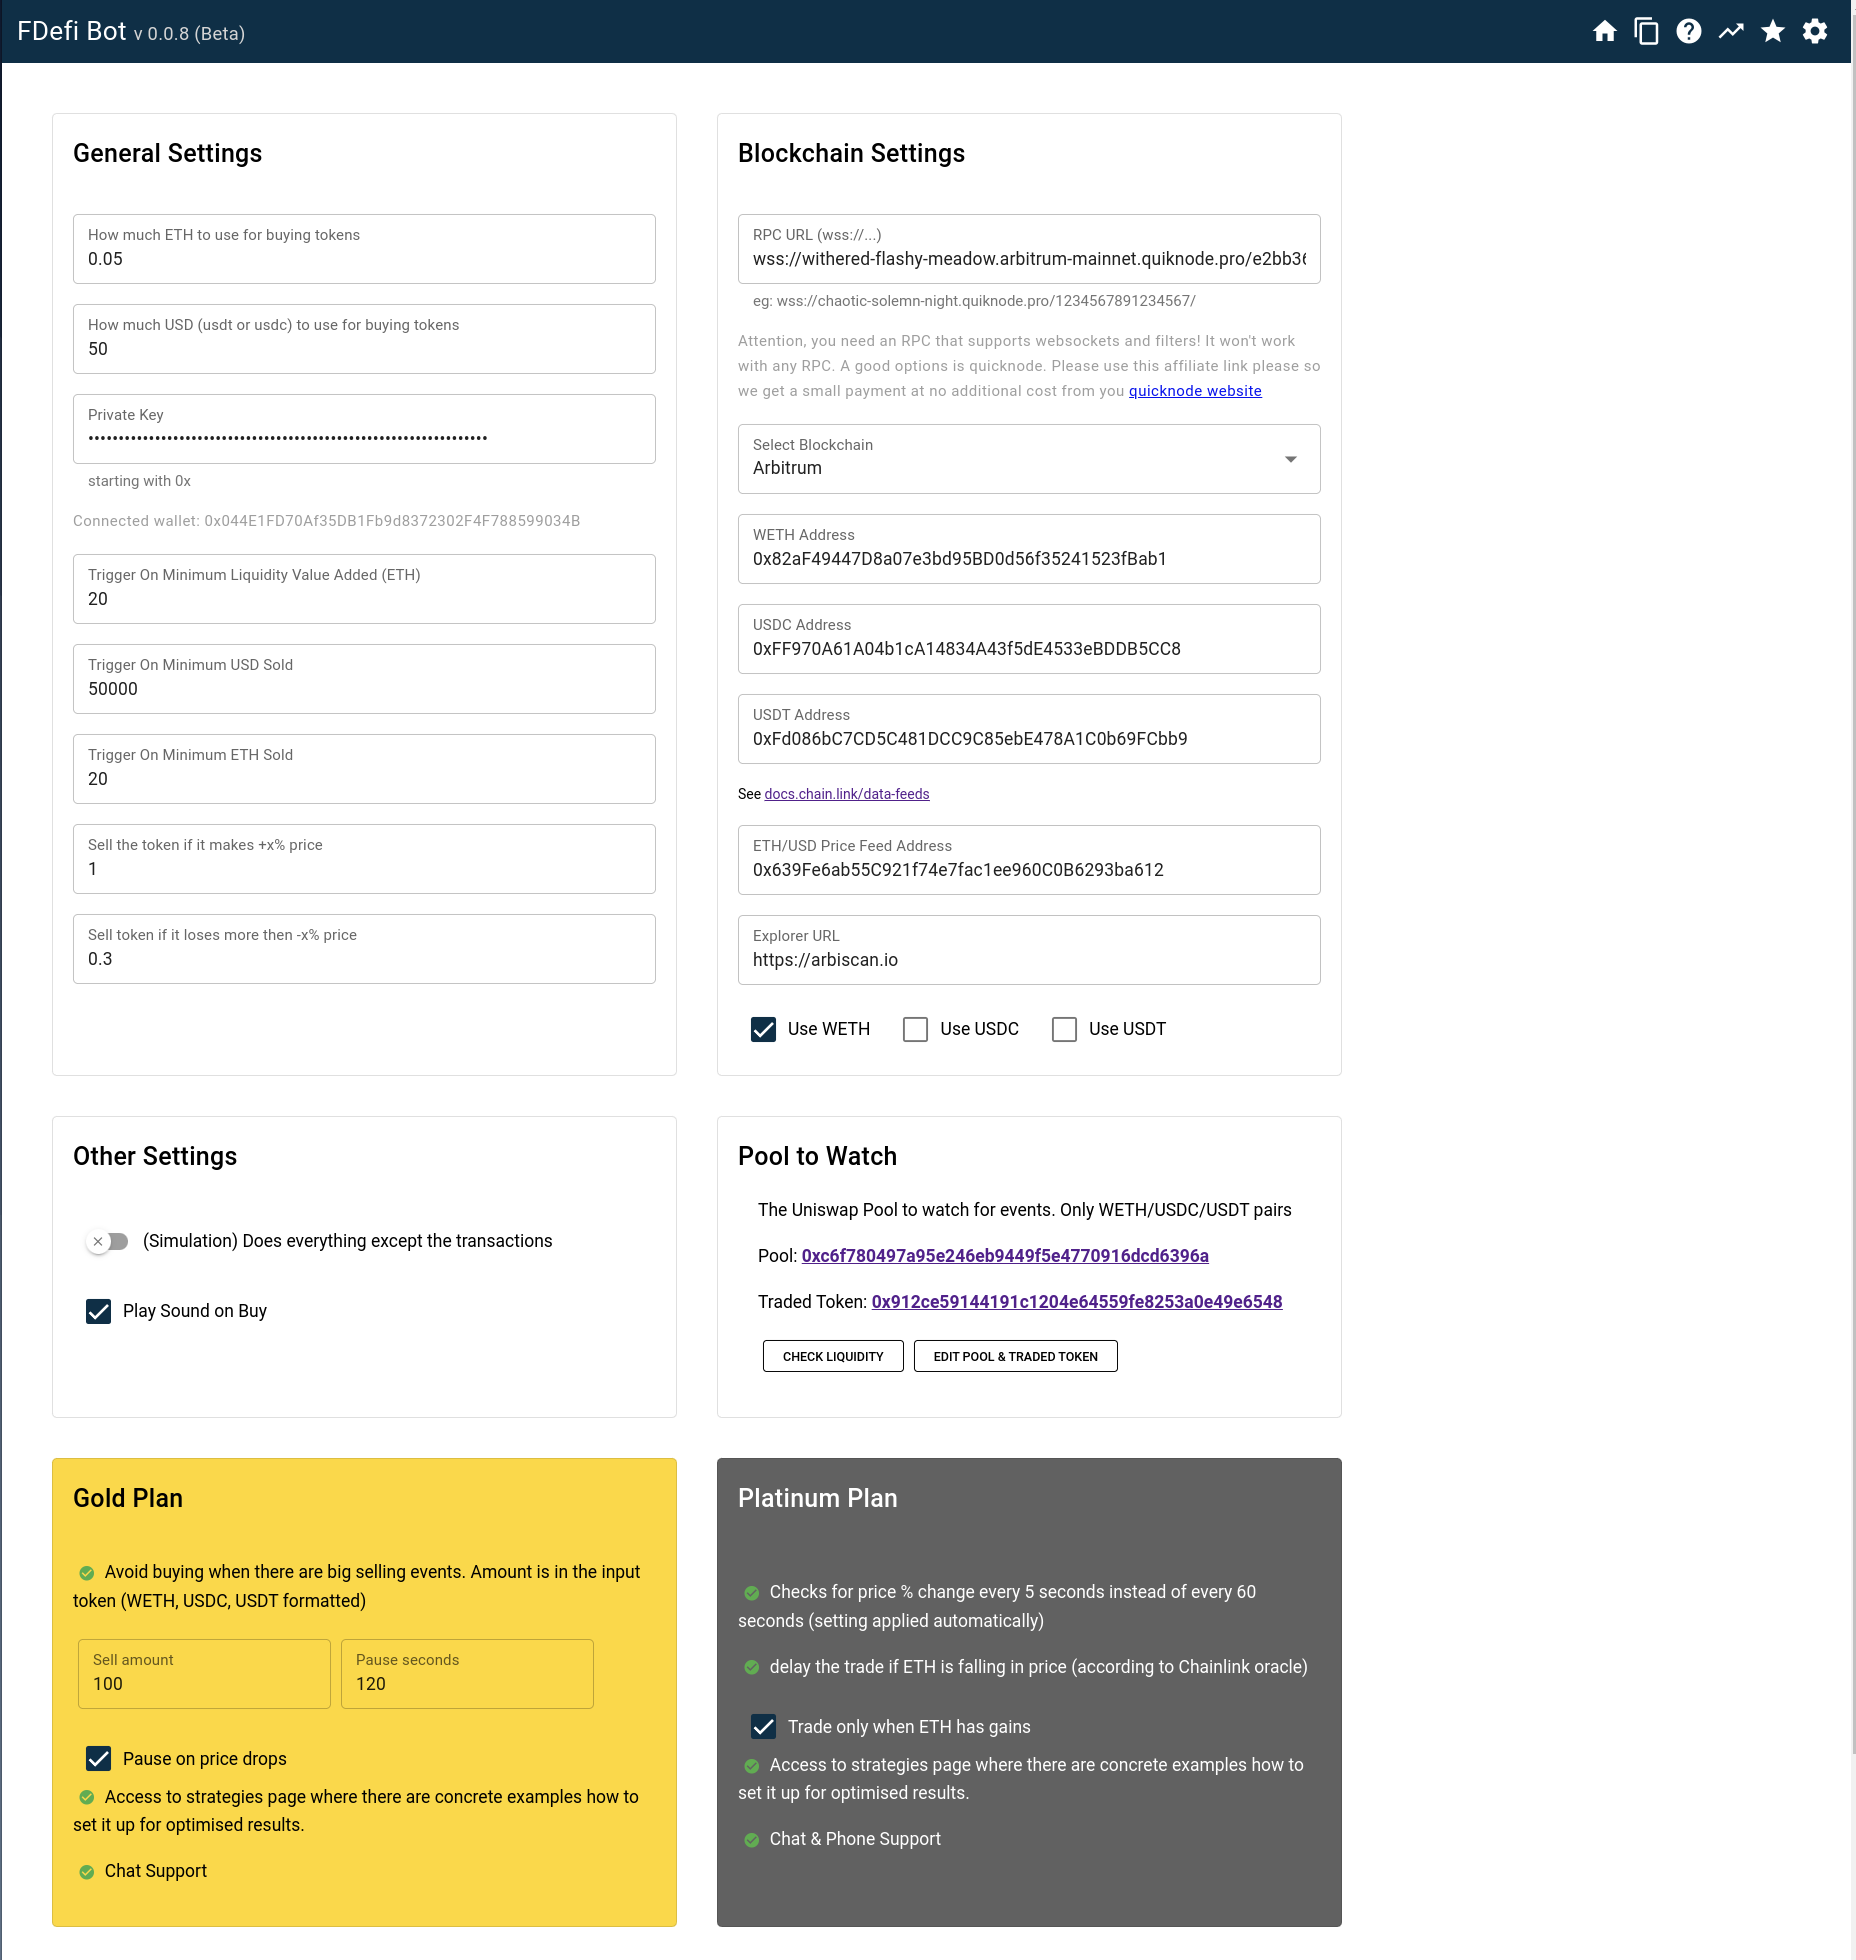 FDefi Bot v 0.0.8 (Beta)
General Settings
How much ETH to use for buying tokens
0.05
How much USD (usdt or usdc) to use for buying tokens
50
Private Key
••••••••••••••••••••••••••••••••••••••••••••••••••••••••••••••••••
starting with 0x
Connected wallet: 0x044E1FD70Af35DB1Fb9d8372302F4F788599034B
Trigger On Minimum Liquidity Value Added (ETH)
20
Trigger On Minimum USD Sold
50000
Trigger On Minimum ETH Sold
20
Sell the token if it makes +x% price
1
Sell token if it loses more then -x% price
0.3
Blockchain Settings
RPC URL (wss://...)
wss://withered-flashy-meadow.arbitrum-mainnet.quiknode.pro/e2bb36
eg: wss://chaotic-solemn-night.quiknode.pro/1234567891234567/
Attention, you need an RPC that supports websockets and filters! It won't work
with any RPC. A good options is quicknode. Please use this affiliate link please so
we get a small payment at no additional cost from you quicknode website
Select Blockchain
Arbitrum
WETH Address
0x82aF49447D8a07e3bd95BD0d56f35241523fBab1
USDC Address
0xFF970A61A04b1cA14834A43f5dE4533eBDDB5CC8
USDT Address
0xFd086bC7CD5C481DCC9C85ebE478A1C0b69FCbb9
See docs.chain.link/data-feeds
ETH/USD Price Feed Address
0x639Fe6ab55C921f74e7fac1ee960C0B6293ba612
Explorer URL
https://arbiscan.io
Use WETH Use USDC Use USDT
Other Settings
(Simulation) Does everything except the transactions
Play Sound on Buy
Pool to Watch
The Uniswap Pool to watch for events. Only WETH/USDC/USDT pairs
Pool: 0xc6f780497a95e246eb9449f5e4770916dcd6396a
Traded Token: 0x912ce59144191c1204e64559fe8253a0e49e6548
CHECK LIQUIDITY EDIT POOL & TRADED TOKEN
Gold Plan
Avoid buying when there are big selling events. Amount is in the input
token (WETH, USDC, USDT formatted)
Sell amount
100
Pause seconds
120
Pause on price drops
Access to strategies page where there are concrete examples how to
set it up for optimised results.
Chat Support
Platinum Plan
Checks for price % change every 5 seconds instead of every 60
seconds (setting applied automatically)
delay the trade if ETH is falling in price (according to Chainlink oracle)
Trade only when ETH has gains
Access to strategies page where there are concrete examples how to
set it up for optimised results.
Chat & Phone Support